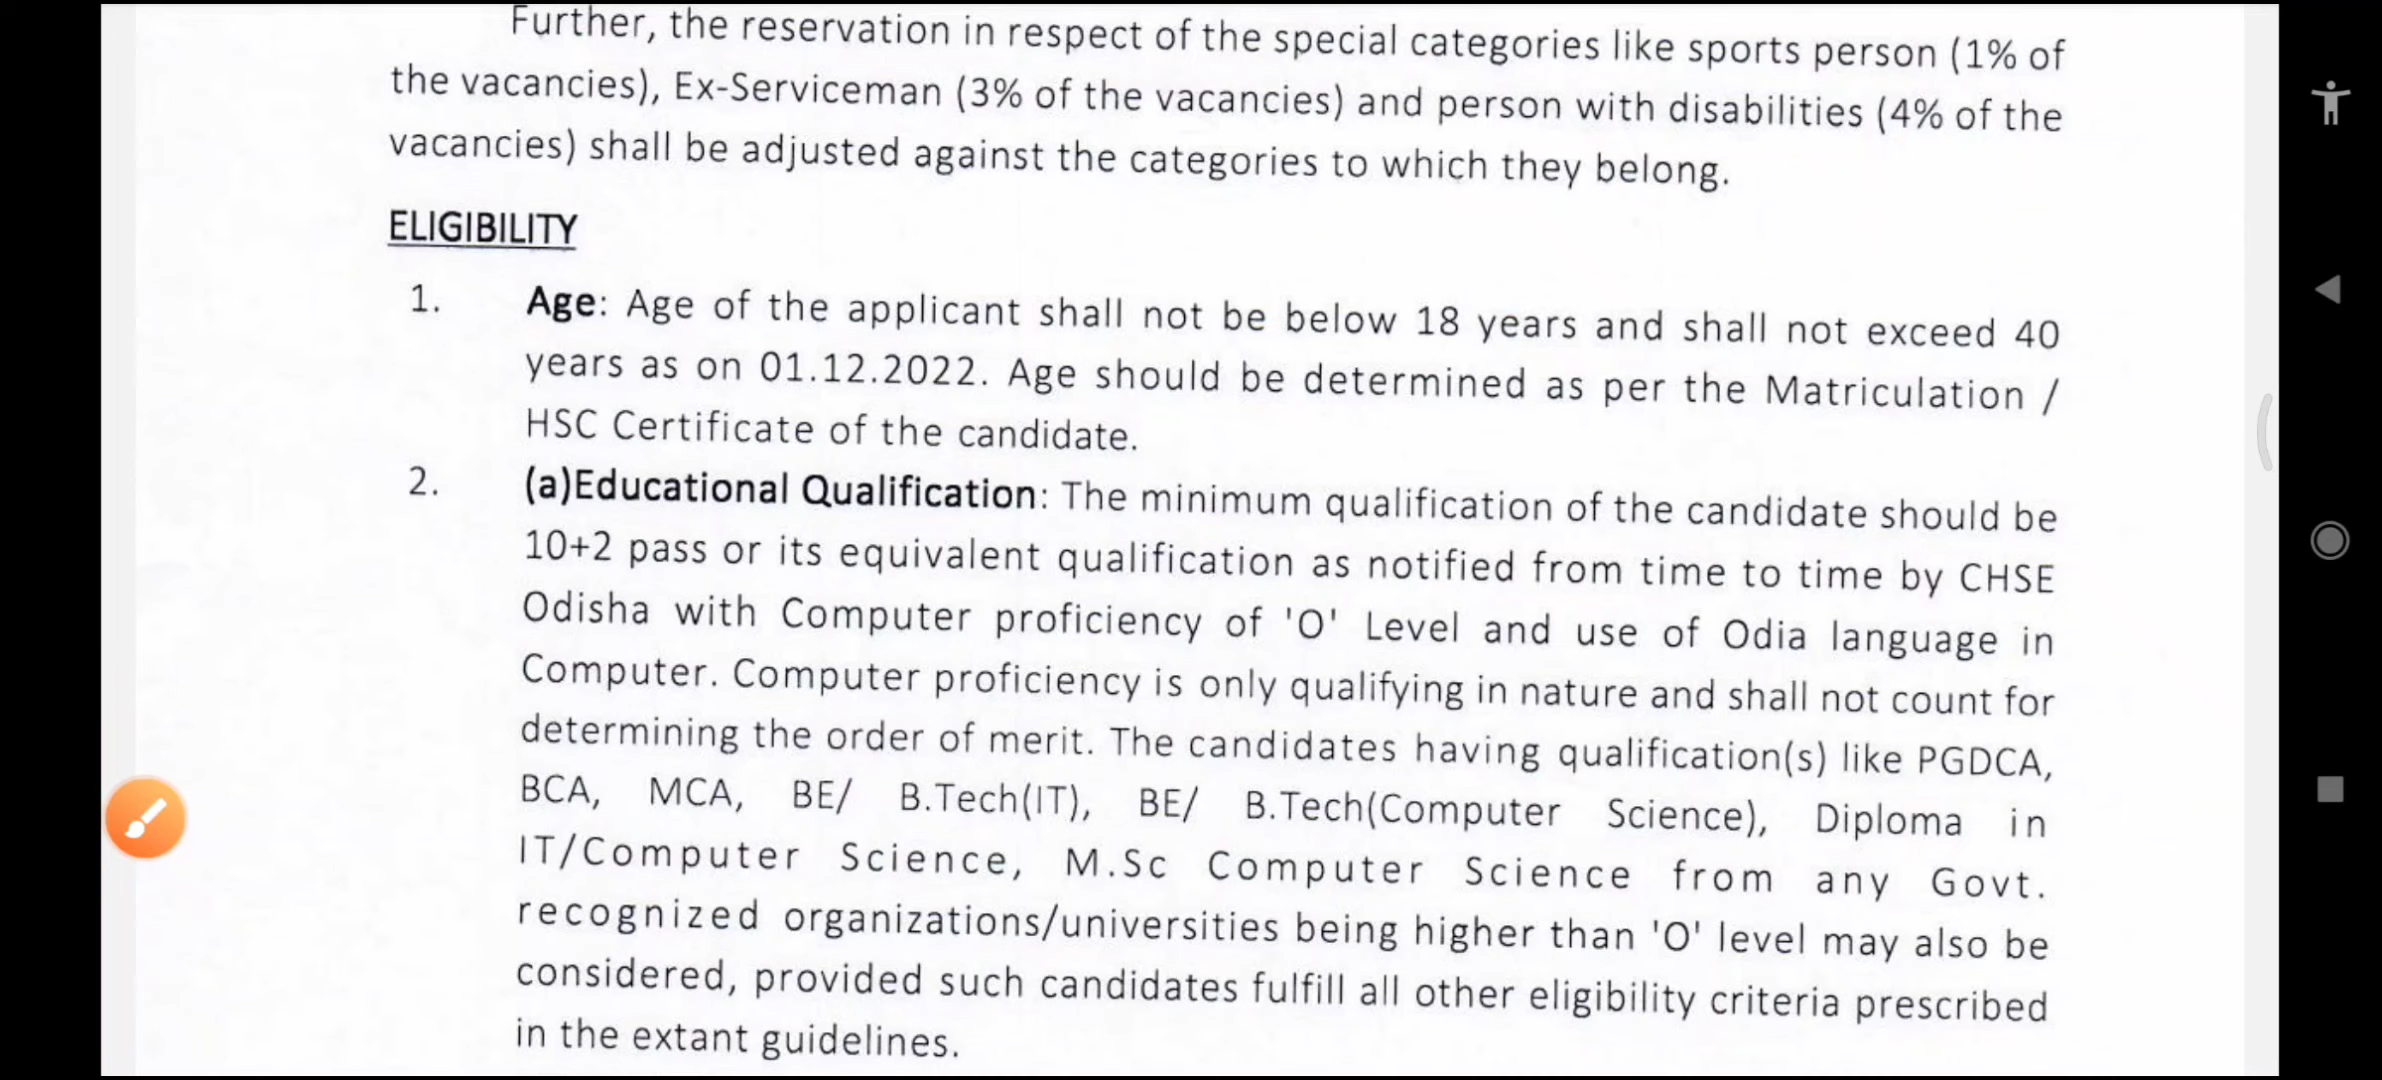 Further, the reservation in respect of the special categories like sports person (1% of
the vacancies), Ex-Serviceman (3% of the vacancies) and person with disabilities (4% of the
vacancies) shall be adjusted against the categories to which they belong.
ELIGIBILITY
1. Age: Age of the applicant shall not be below 18 years and shall not exceed 40
years as on 01.12.2022. Age should be determined as per the Matriculation /
HSC Certificate of the candidate.
2. (a)Educational Qualification: The minimum qualification of the candidate should be
10+2 pass or its equivalent qualification as notified from time to time by CHSE
Odisha with Computer proficiency of 'O' Level and use of Odia language in
Computer. Computer proficiency is only qualifying in nature and shall not count for
determining the order of merit. The candidates having qualification(s) like PGDCA,
BCA, MCA, BE/ B.Tech(IT), BE/ B.Tech(Computer Science), Diploma in
IT/Computer Science, M.Sc Computer Science from any Govt.
recognized organizations/universities being higher than 'O' level may also be
considered, provided such candidates fulfill all other eligibility criteria prescribed
in the extant guidelines.